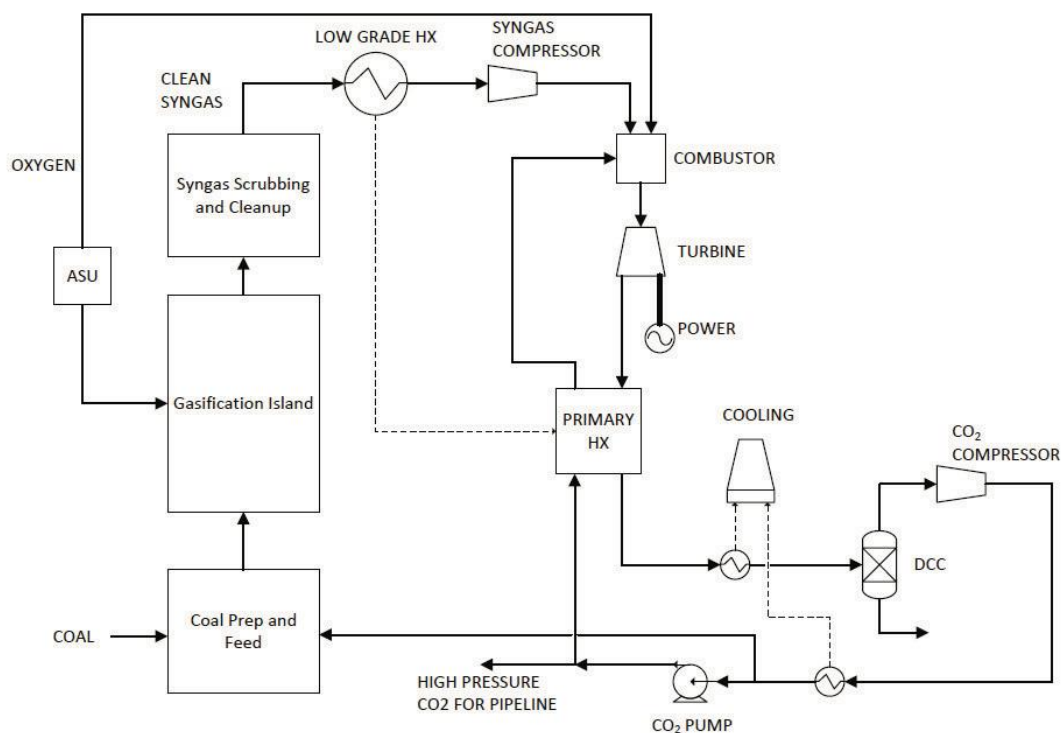 LOW GRADE HX
SYNGAS
COMPRESSOR
CLEAN
SYNGAS
OXYGEN
COMBUSTOR
Syngas Scrubbing
and Cleanup
TURBINE
ASU
POWER
Gasification Island
PRIMARY
HX
COOLING
CO₂
COMPRESSOR
DCC
Coal Prep and
Feed
COAL
HIGH PRESSURE
CO2 FOR PIPELINE
CO₂ PUMP